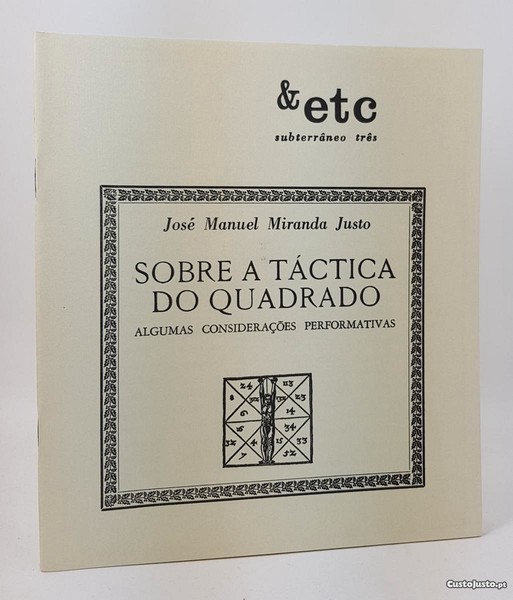 & etc
subterrâneo três
José Manuel Miranda Justo
SOBRE A TÁCTICA
DO QUADRADO
ALGUMAS CONSIDERAÇÕES PERFORMATIVAS
CustoJusto.pt